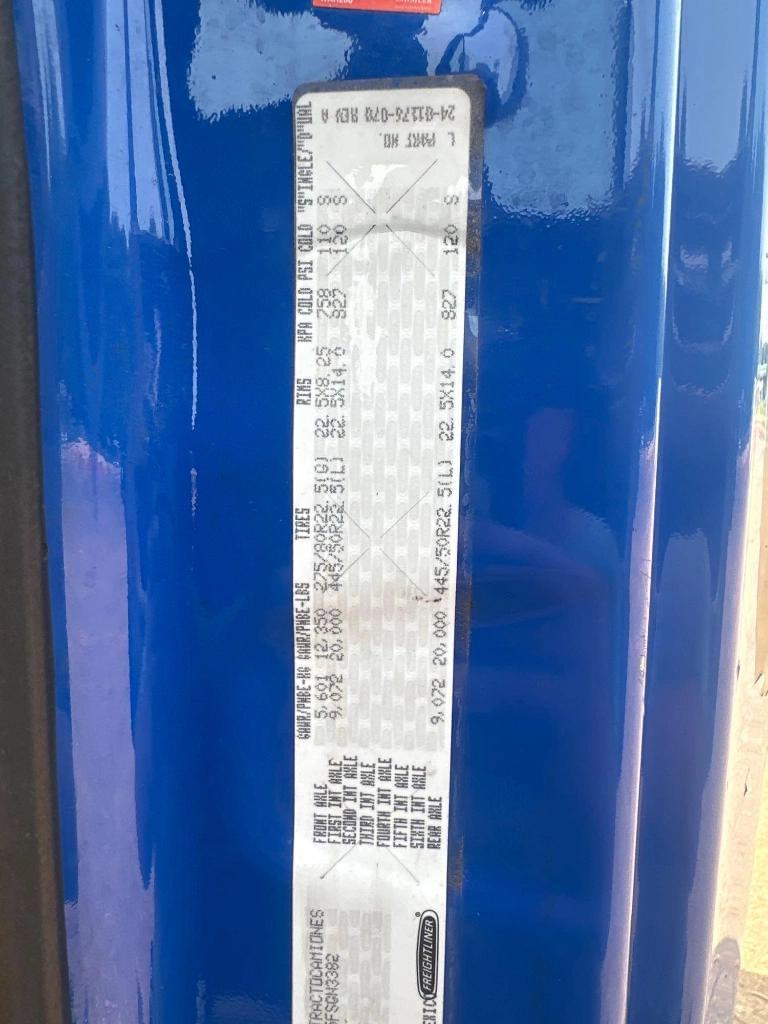 GAWR/PNBE-KG GAWR/PNBE-LBS TIRES RIMS KPA COLD PSI COLD "S"INGLE/"D"UAL
FRONT AXLE 5,601 12,350 275/80R22.5(G) 22.5X8.25 758 110 S
FIRST INT AXLE 9,072 20,000 445/50R22.5(L) 22.5X14.0 827 120 S
SECOND INT AXLE
THIRD INT AXLE
FOURTH INT AXLE
FIFTH INT AXLE
SIXTH INT AXLE
REAR AXLE 9,072 20,000 445/50R22.5(L) 22.5X14.0 827 120 S
L PART NO.
24-01176-070 REV A
TRACTOCAMIONES
FSGN3382
EXICO FREIGHTLINER®